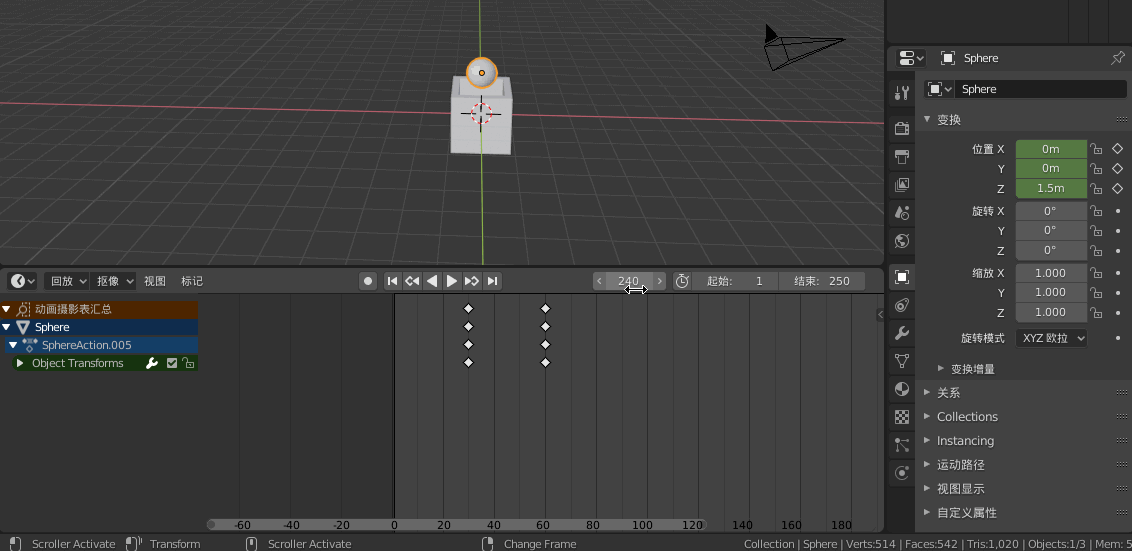 Sphere
Sphere
变换
位置 X 0m
Y 0m
Z 1.5m
旋转 X 0°
Y 0°
Z 0°
缩放 X 1.000
Y 1.000
Z 1.000
旋转模式 XYZ 欧拉
变换增量
关系
Collections
Instancing
运动路径
视图显示
自定义属性
回放 抠像 视图 标记 240 起始: 1 结束: 250
动画摄影表汇总
Sphere
SphereAction.005
Object Transforms
-60 -40 -20 0 20 40 60 80 100 120 140 160 180
Scroller Activate Transform Scroller Activate Change Frame Collection | Sphere | Verts:514 | Faces:542 | Tris:1,020 | Objects:1/3 | Mem: 5